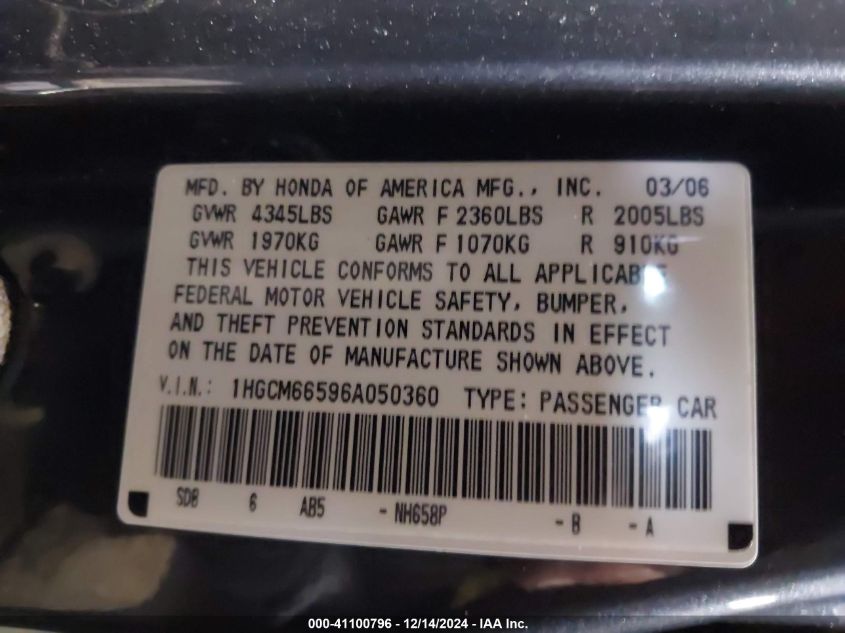 MFD. BY HONDA OF AMERICA MFG., INC. 03/06
GVWR 4345LBS GAWR F 2360LBS R 2005LBS
GVWR 1970KG GAWR F 1070KG R 910KG
THIS VEHICLE CONFORMS TO ALL APPLICABLE
FEDERAL MOTOR VEHICLE SAFETY, BUMPER,
AND THEFT PREVENTION STANDARDS IN EFFECT
ON THE DATE OF MANUFACTURE SHOWN ABOVE.
V.I.N.: 1HGCM66596A050360 TYPE: PASSENGER CAR
SDB 6 AB5 - NH658P - B - A
000-41100796 - 12/14/2024 - IAA Inc.